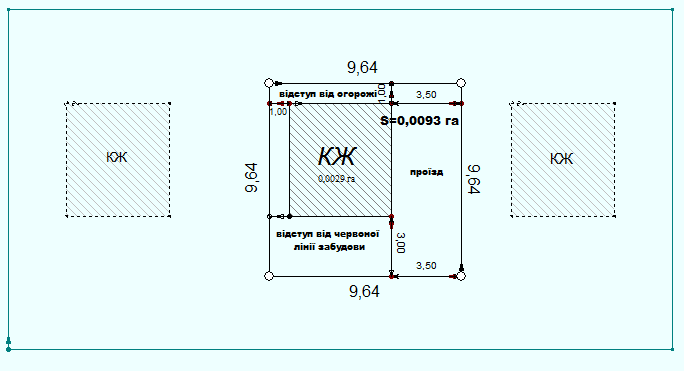 9,64
відступ від огорожі
1,00
3,50
1,00
S=0,0093 га
КЖ
КЖ
КЖ
0,0029 га
9,64
проїзд
9,64
відступ від червоної
лінії забудови
3,00
3,50
9,64